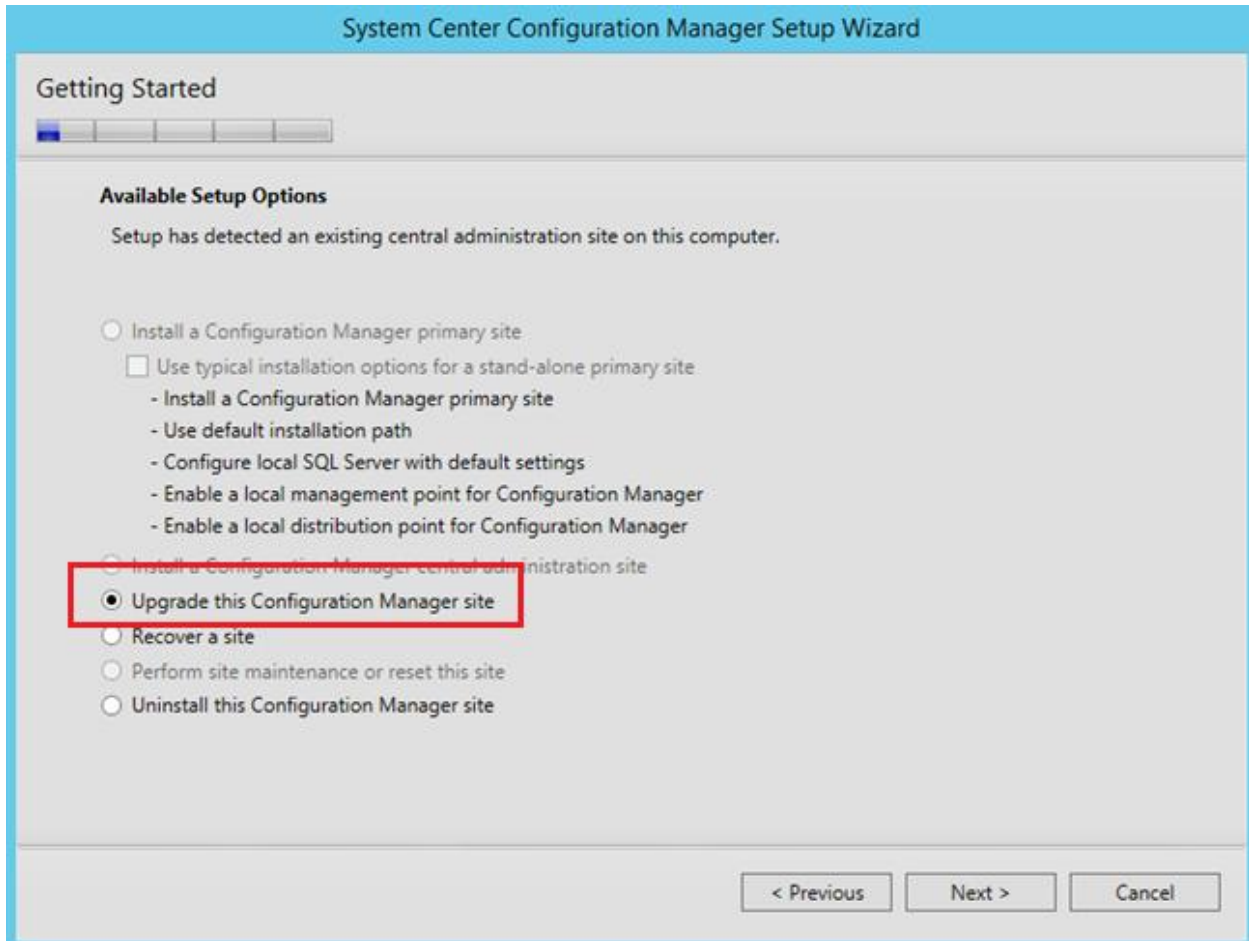 System Center Configuration Manager Setup Wizard
Getting Started
Available Setup Options
Setup has detected an existing central administration site on this computer.
Install a Configuration Manager primary site
Use typical installation options for a stand-alone primary site
- Install a Configuration Manager primary site
- Use default installation path
- Configure local SQL Server with default settings
- Enable a local management point for Configuration Manager
- Enable a local distribution point for Configuration Manager
Install a Configuration Manager central administration site
Upgrade this Configuration Manager site
Recover a site
Perform site maintenance or reset this site
Uninstall this Configuration Manager site
< Previous Next > Cancel